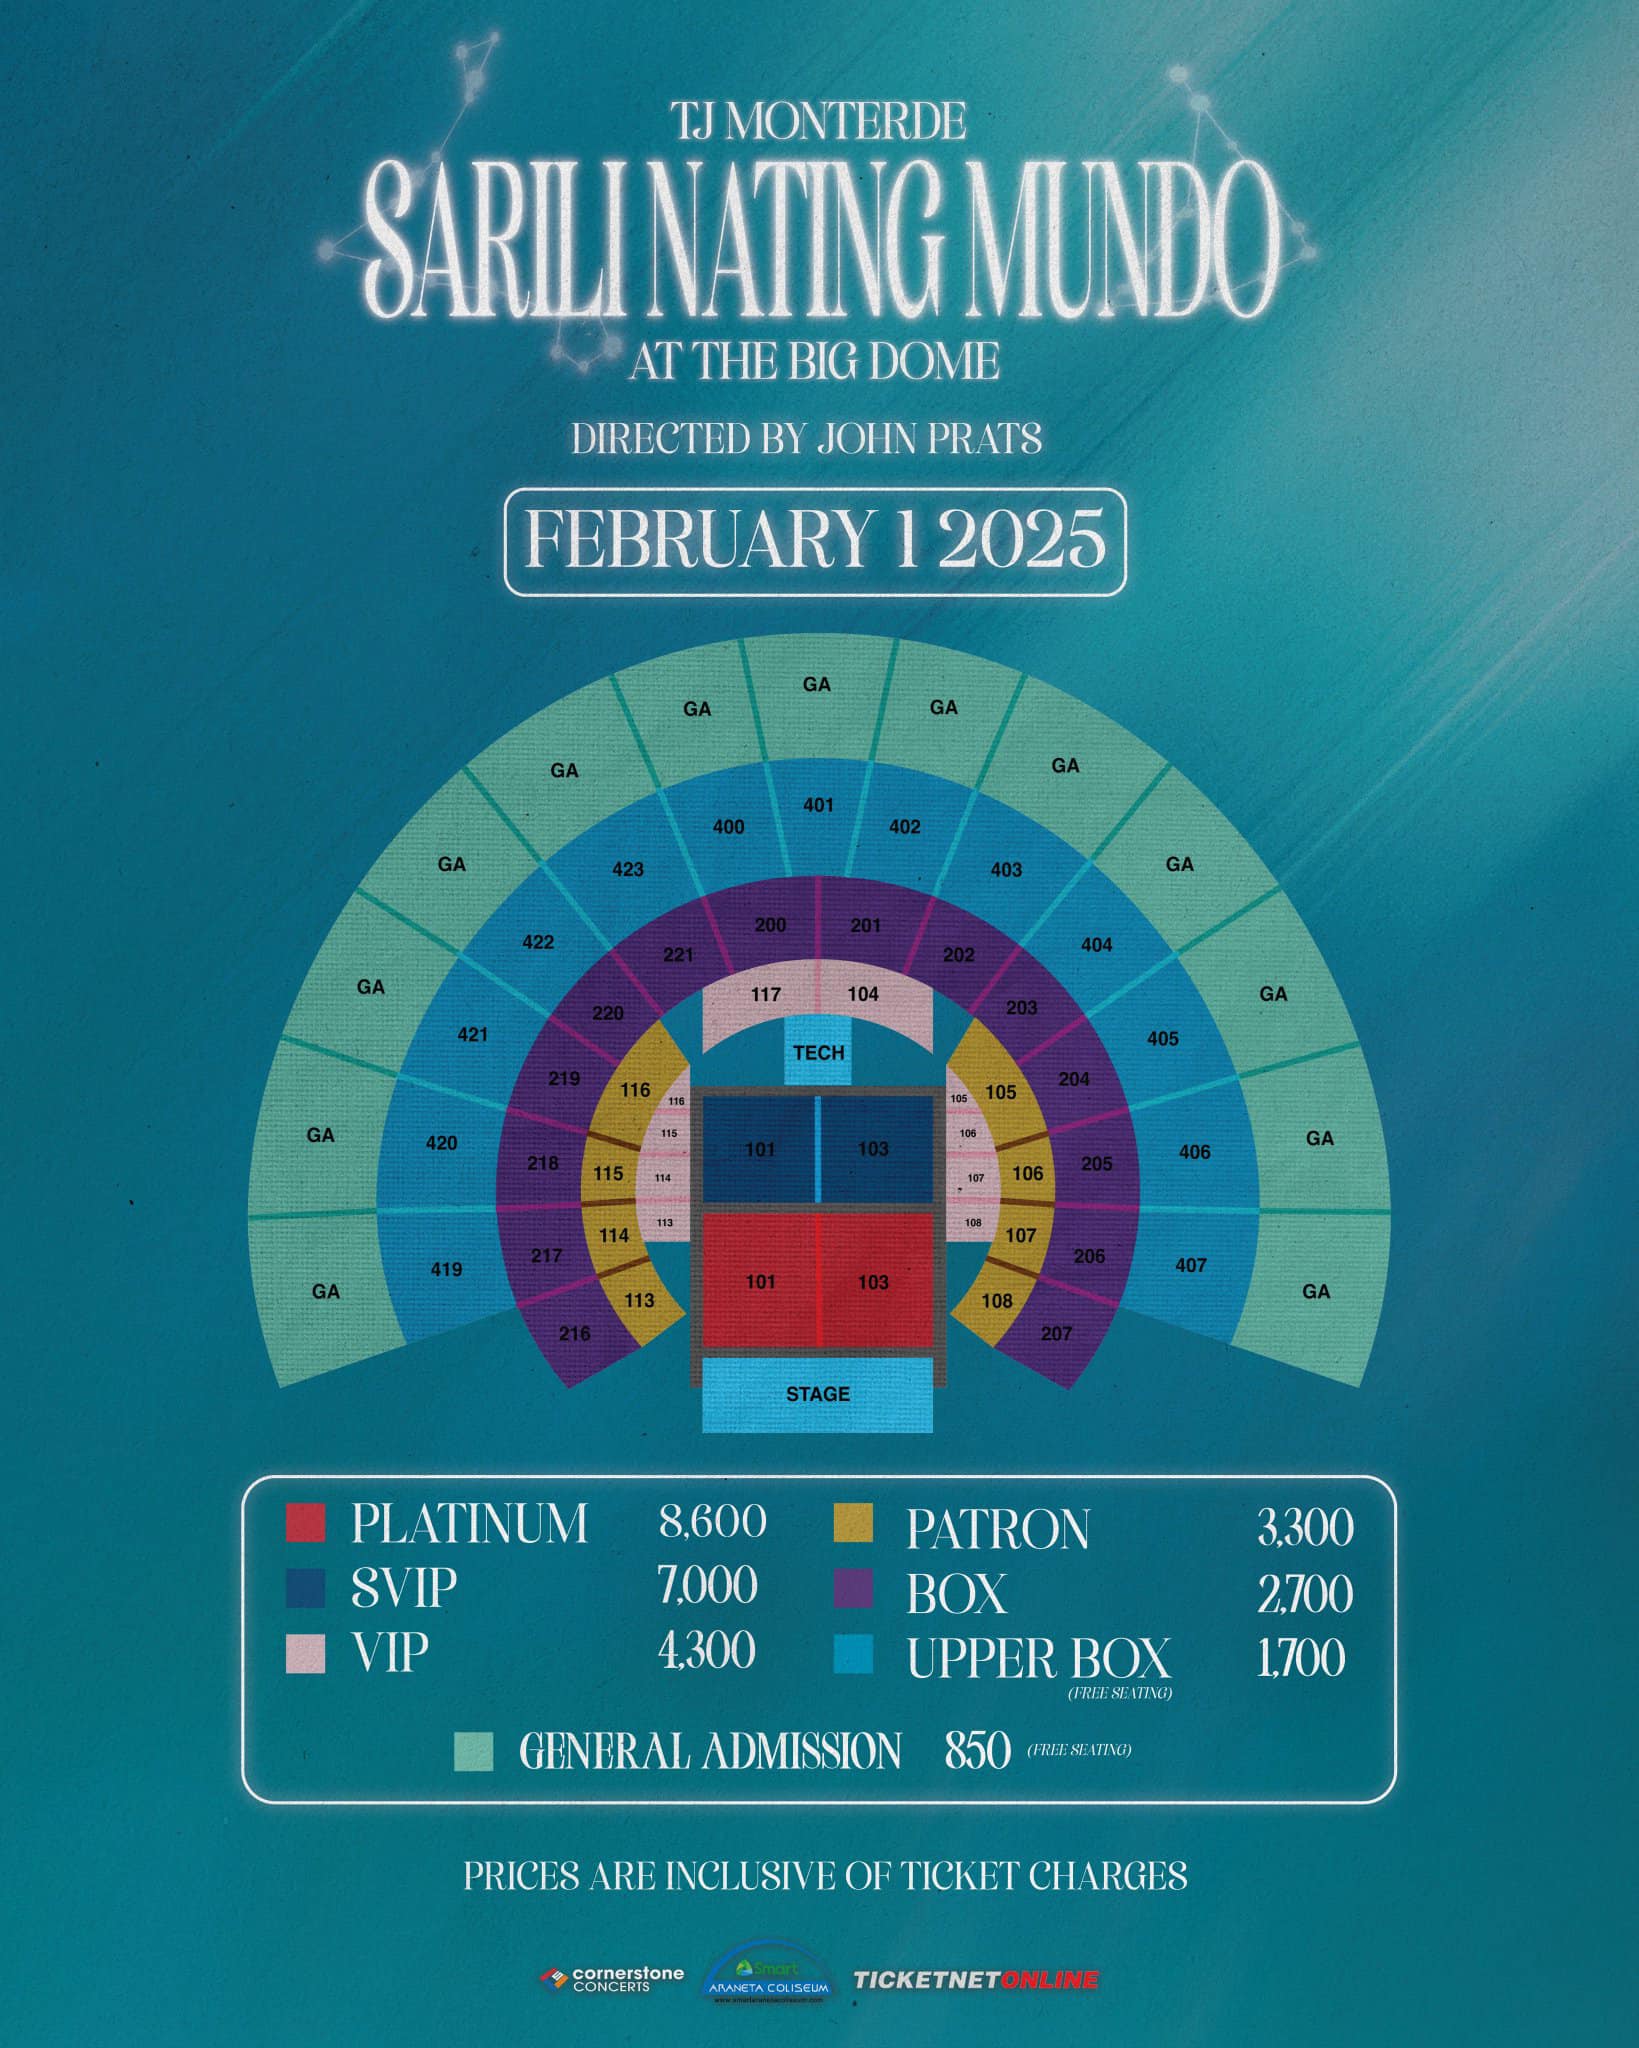 TJ MONTERDE
SARILI NATING MUNDO
AT THE BIG DOME
DIRECTED BY JOHN PRATS
FEBRUARY 1 2025
GA
GA GA
GA GA
GA GA
GA GA
GA GA
GA GA
401
400 402
423 403
422 404
421 405
420 406
419 407
200 201
221 202
220 203
219 204
218 205
217 206
216 207
117 104
TECH
116 116 105 105
115 106
115 114 107 106
113 108
114 107
113 108
101 103
101 103
STAGE
PLATINUM 8,600 PATRON 3,300
SVIP 7,000 BOX 2,700
VIP 4,300 UPPER BOX 1,700
(FREE SEATING)
GENERAL ADMISSION 850 (FREE SEATING)
PRICES ARE INCLUSIVE OF TICKET CHARGES
cornerstone
CONCERTS
Smart
ARANETA COLISEUM
www.smartaranetacoliseum.com
TICKETNETONLINE